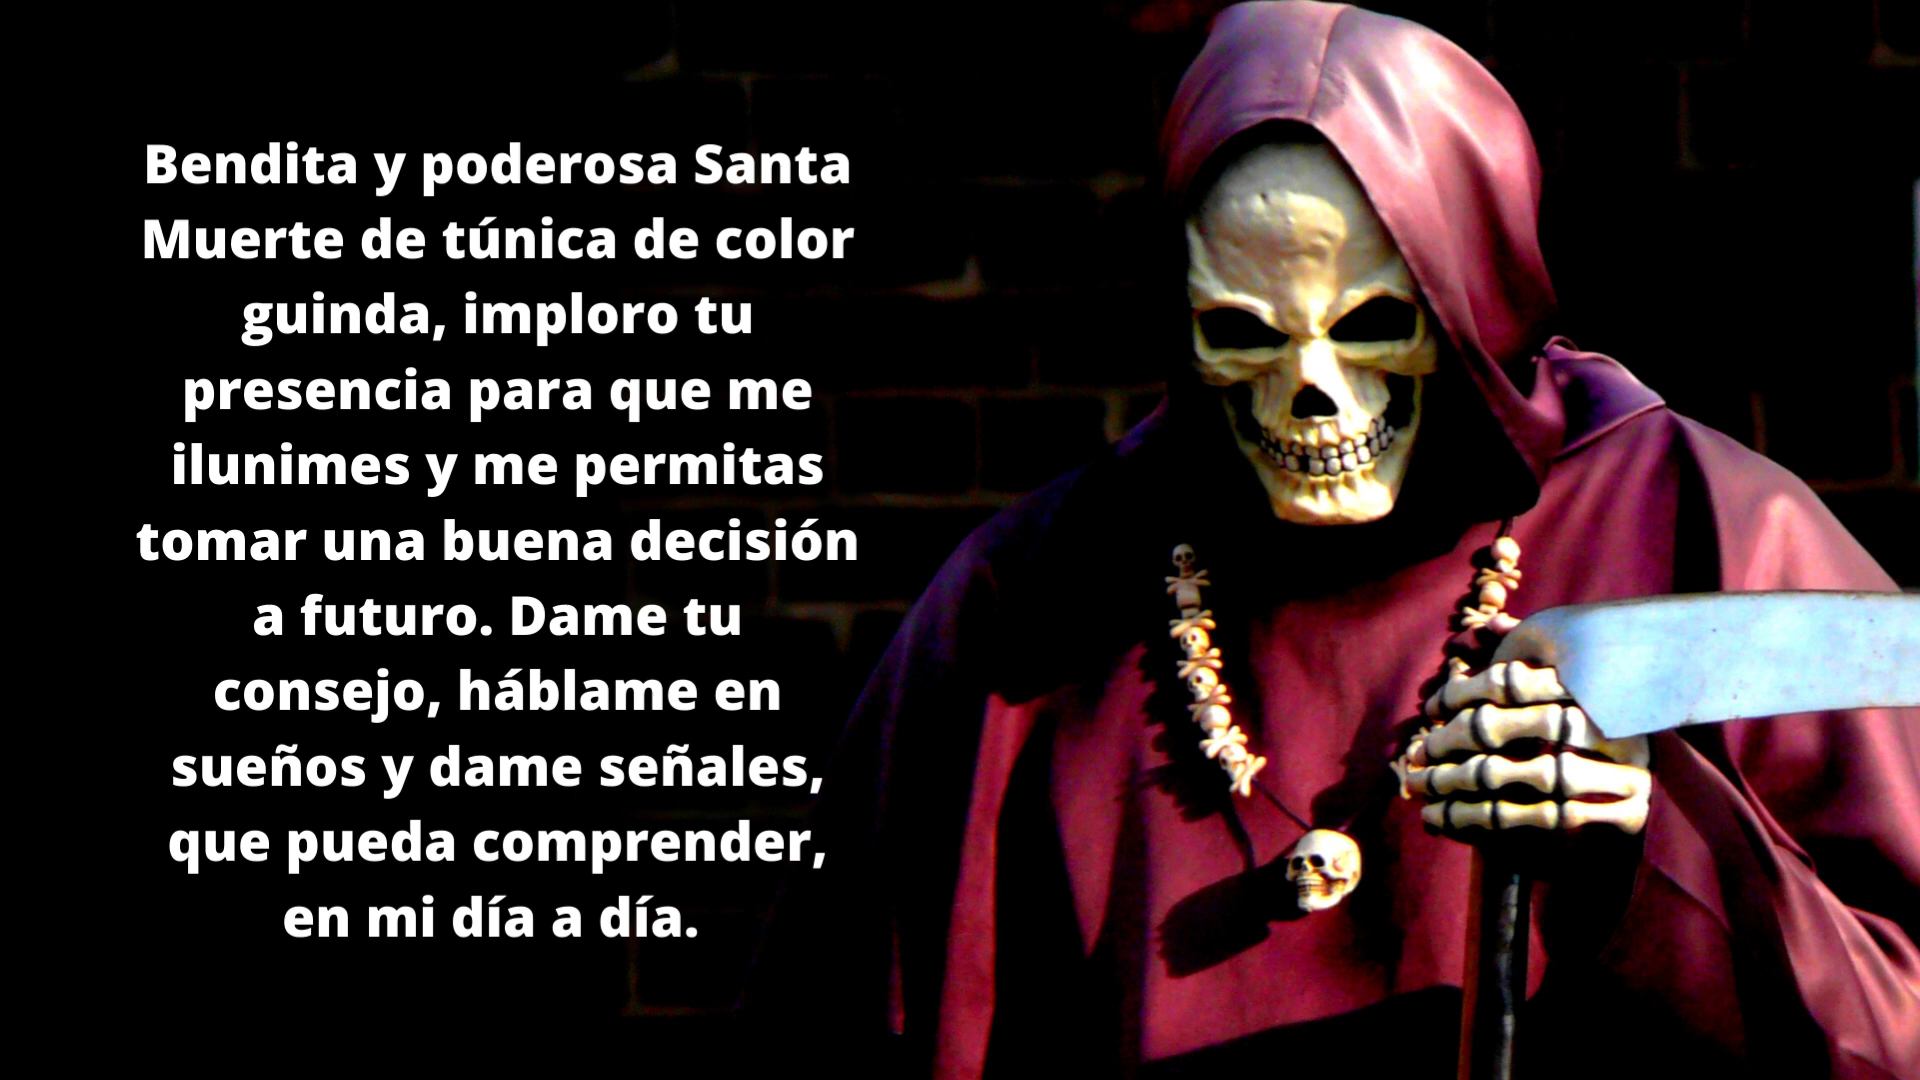 Bendita y poderosa Santa
Muerte de túnica de color
guinda, imploro tu
presencia para que me
ilunimes y me permitas
tomar una buena decisión
a futuro. Dame tu
consejo, háblame en
sueños y dame señales,
que pueda comprender,
en mi día a día.